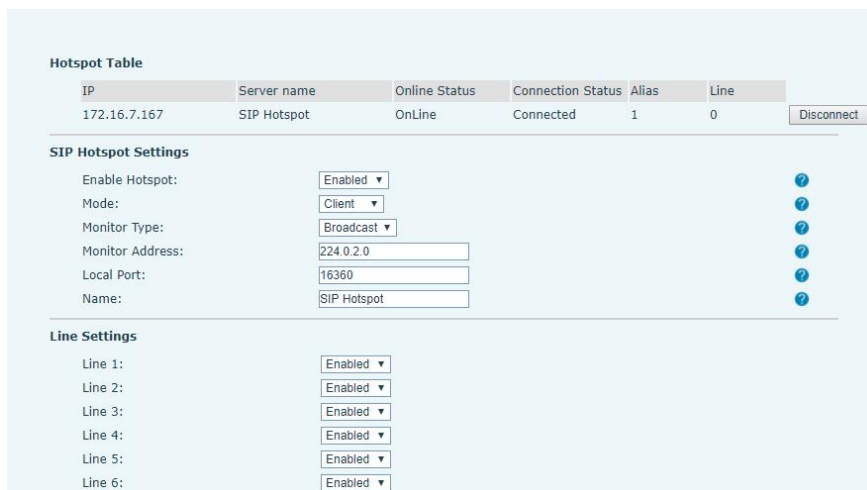 Hotspot Table
IP Server name Online Status Connection Status Alias Line
172.16.7.167 SIP Hotspot OnLine Connected 1 0 Disconnect
SIP Hotspot Settings
Enable Hotspot: Enabled
Mode: Client
Monitor Type: Broadcast
Monitor Address: 224.0.2.0
Local Port: 16360
Name: SIP Hotspot
Line Settings
Line 1: Enabled
Line 2: Enabled
Line 3: Enabled
Line 4: Enabled
Line 5: Enabled
Line 6: Enabled